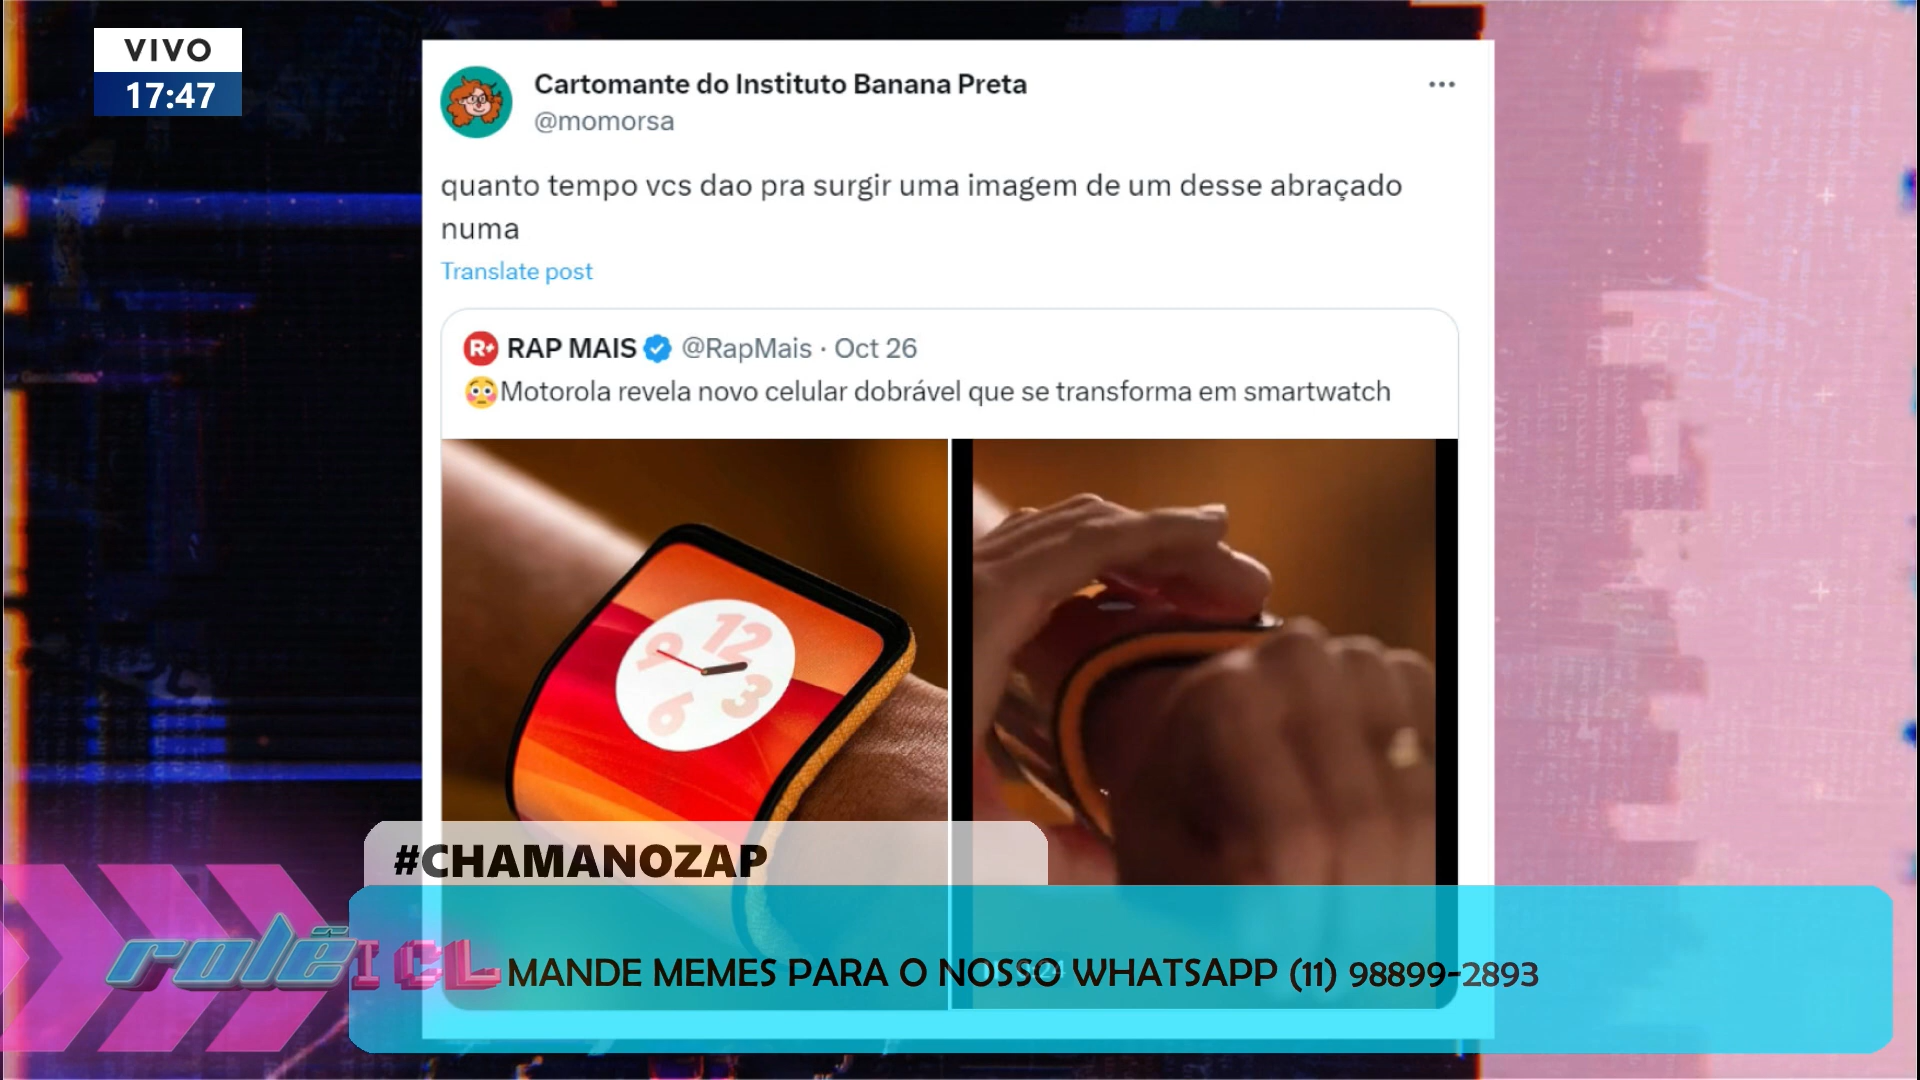 VIVO
17:47
Cartomante do Instituto Banana Preta
@momorsa
quanto tempo vcs dao pra surgir uma imagem de um desse abraçado
numa
Translate post
R+ RAP MAIS @RapMais · Oct 26
😳Motorola revela novo celular dobrável que se transforma em smartwatch
12
9
3
6
#CHAMANOZAP
rolê ICL
MANDE MEMES PARA O NOSSO WHATSAPP (11) 98899-2893